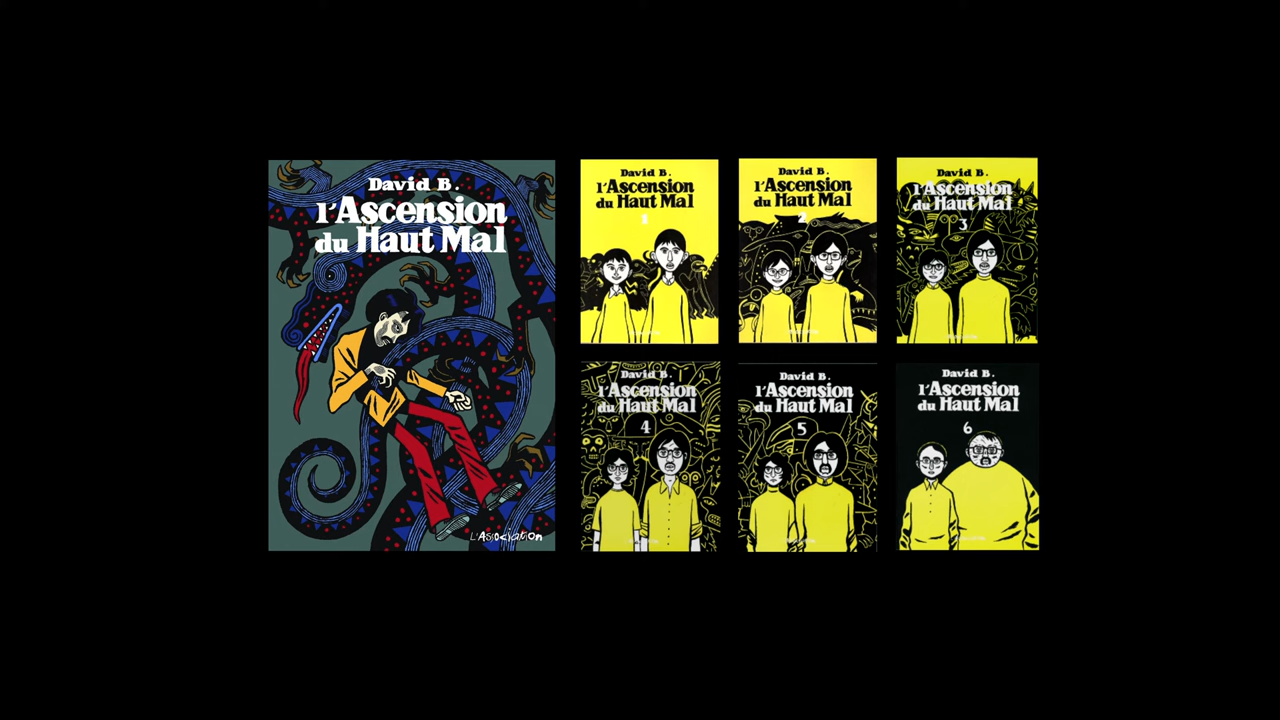 David B.
l'Ascension
du Haut Mal
L'Association
David B.
l'Ascension
du Haut Mal
1
David B.
l'Ascension
du Haut Mal
2
David B.
l'Ascension
du Haut Mal
3
David B.
l'Ascension
du Haut Mal
4
David B.
l'Ascension
du Haut Mal
5
David B.
l'Ascension
du Haut Mal
6